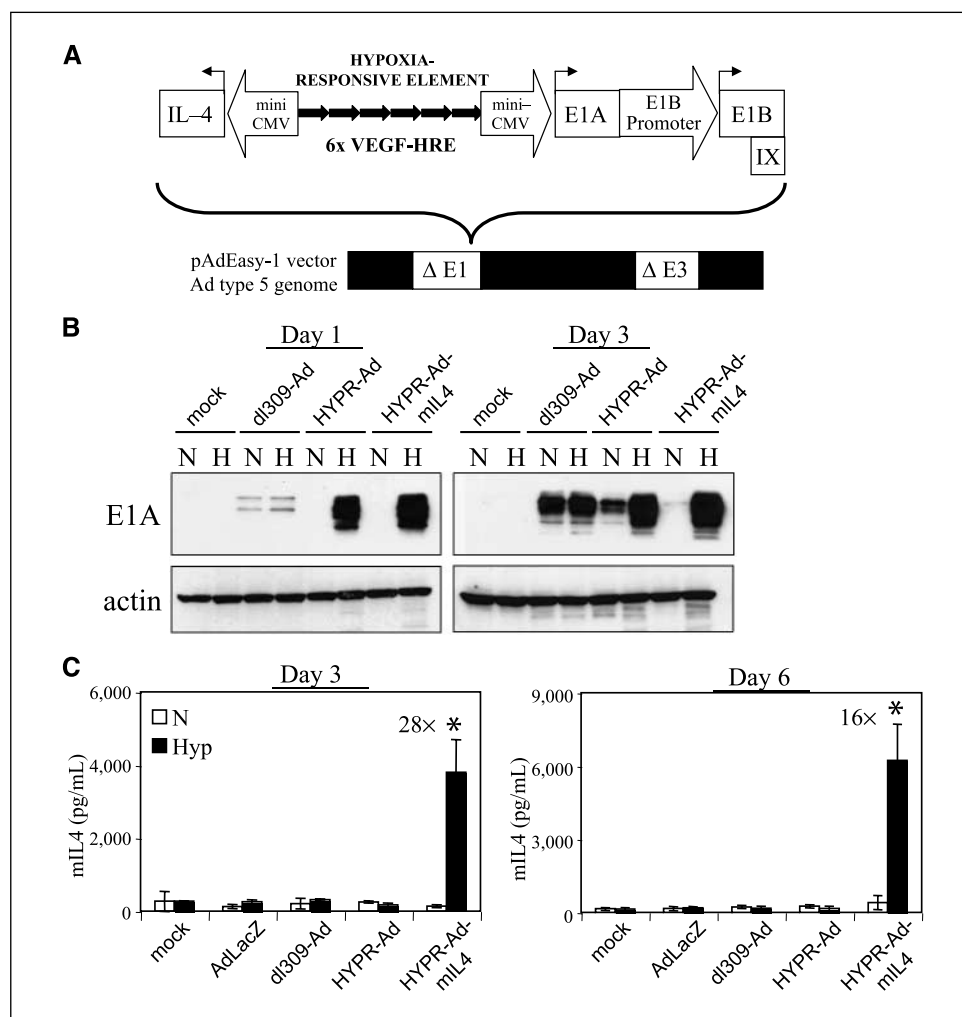 A
HYPOXIA-
RESPONSIVE ELEMENT
IL–4
mini
CMV
6x VEGF-HRE
mini–
CMV
E1A
E1B
Promoter
E1B
IX
pAdEasy-1 vector
Ad type 5 genome
Δ E1
Δ E3
B
Day 1
Day 3
mock
dl309-Ad
HYPR-Ad
HYPR-Ad-
mIL4
mock
dl309-Ad
HYPR-Ad
HYPR-Ad-
mIL4
N H N H N H N H
N H N H N H N H
E1A
actin
C
Day 3
6,000
4,000
2,000
0
mIL4 (pg/mL)
N
Hyp
28× *
mock
AdLacZ
dl309-Ad
HYPR-Ad
HYPR-Ad-
mIL4
Day 6
9,000
6,000
3,000
0
mIL4 (pg/mL)
16× *
mock
AdLacZ
dl309-Ad
HYPR-Ad
HYPR-Ad-
mIL4